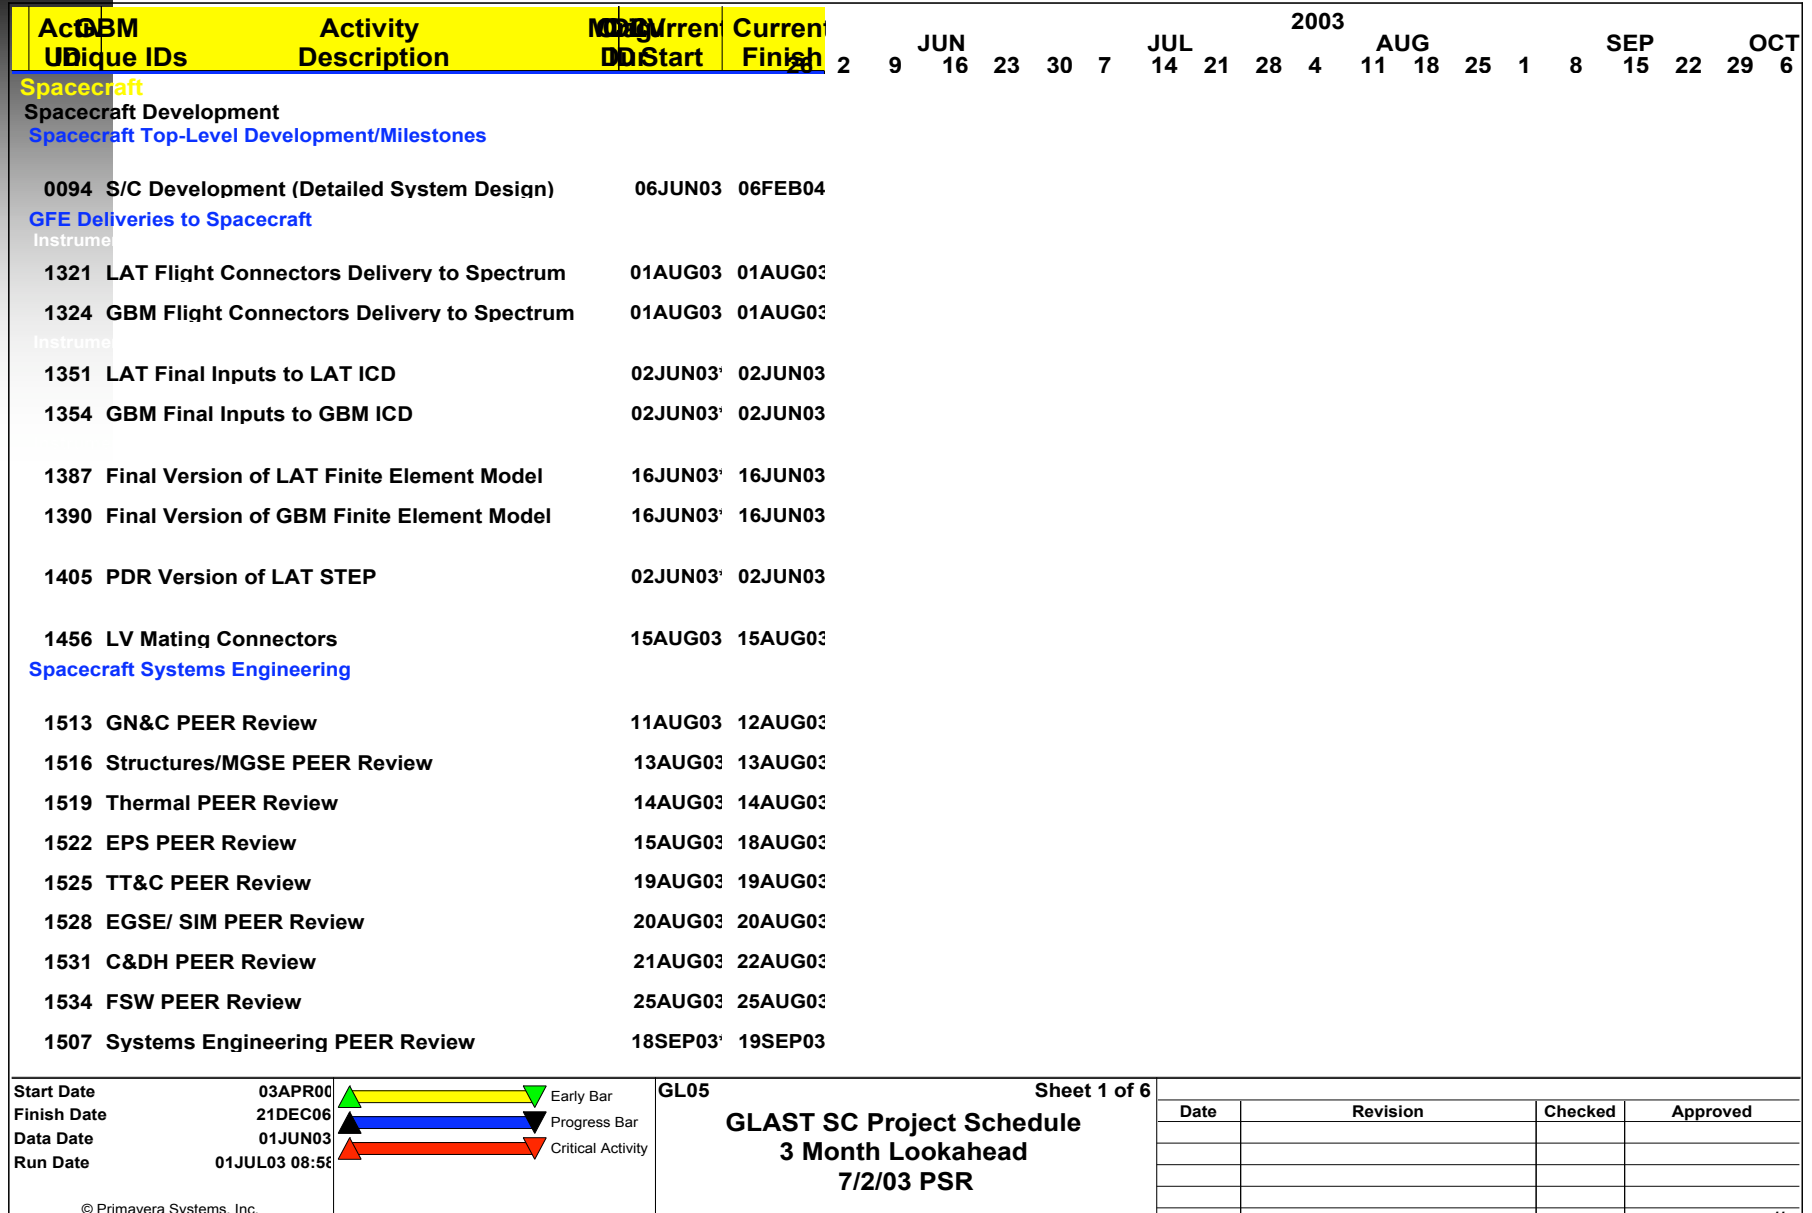 2003
Activity
Current
JUN JUL AUG SEP OCT
Unique IDs Description Start Finish
26 2 9 16 23 30 7 14 21 28 4 11 18 25 1 8 15 22 29 6
Spacecraft
Spacecraft Development
Spacecraft Top-Level Development/Milestones
0094 S/C Development (Detailed System Design) 06JUN03 06FEB04
GFE Deliveries to Spacecraft
Instrume
1321 LAT Flight Connectors Delivery to Spectrum 01AUG03 01AUG03
1324 GBM Flight Connectors Delivery to Spectrum 01AUG03 01AUG03
Instrume
1351 LAT Final Inputs to LAT ICD 02JUN03* 02JUN03
1354 GBM Final Inputs to GBM ICD 02JUN03* 02JUN03
1387 Final Version of LAT Finite Element Model 16JUN03* 16JUN03
1390 Final Version of GBM Finite Element Model 16JUN03* 16JUN03
1405 PDR Version of LAT STEP 02JUN03* 02JUN03
1456 LV Mating Connectors 15AUG03 15AUG03
Spacecraft Systems Engineering
1513 GN&C PEER Review 11AUG03 12AUG03
1516 Structures/MGSE PEER Review 13AUG03 13AUG03
1519 Thermal PEER Review 14AUG03 14AUG03
1522 EPS PEER Review 15AUG03 18AUG03
1525 TT&C PEER Review 19AUG03 19AUG03
1528 EGSE/ SIM PEER Review 20AUG03 20AUG03
1531 C&DH PEER Review 21AUG03 22AUG03
1534 FSW PEER Review 25AUG03 25AUG03
1507 Systems Engineering PEER Review 18SEP03* 19SEP03
Start Date 03APR00
Finish Date 21DEC06
Data Date 01JUN03
Run Date 01JUL03 08:58
© Primavera Systems, Inc.
Early Bar
Progress Bar
Critical Activity
GL05 Sheet 1 of 6
GLAST SC Project Schedule
3 Month Lookahead
7/2/03 PSR
Date Revision Checked Approved